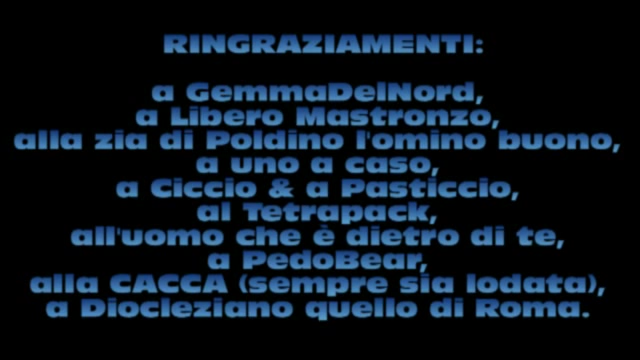 RINGRAZIAMENTI:
a GemmaDelNord,
a Libero Mastronzo,
alla zia di Poldino l'omino buono,
a uno a caso,
a Ciccio & a Pasticcio,
al Tetrapack,
all'uomo che è dietro di te,
a PedoBear,
alla CACCA (sempre sia lodata),
a Diocleziano quello di Roma.